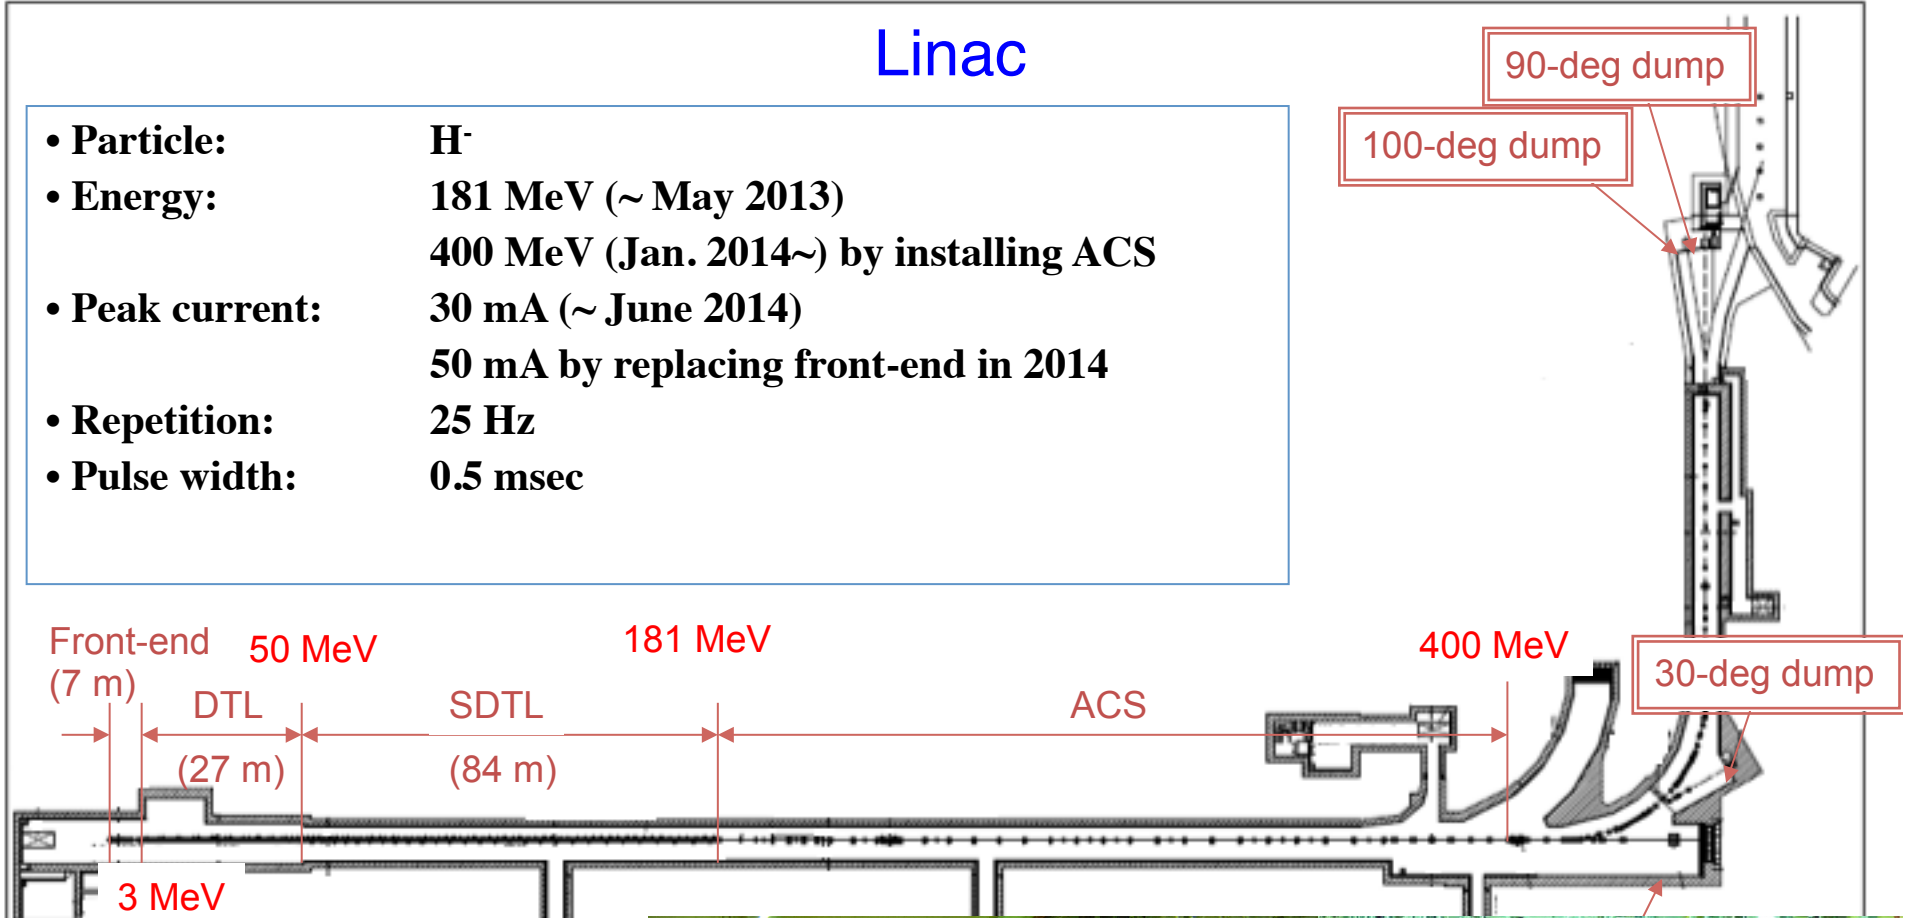 Linac
90-deg dump
100-deg dump
• Particle: H-
• Energy: 181 MeV (~ May 2013)
400 MeV (Jan. 2014~) by installing ACS
• Peak current: 30 mA (~ June 2014)
50 mA by replacing front-end in 2014
• Repetition: 25 Hz
• Pulse width: 0.5 msec
Front-end
(7 m)
50 MeV
181 MeV
400 MeV
30-deg dump
DTL
(27 m)
SDTL
(84 m)
ACS
3 MeV